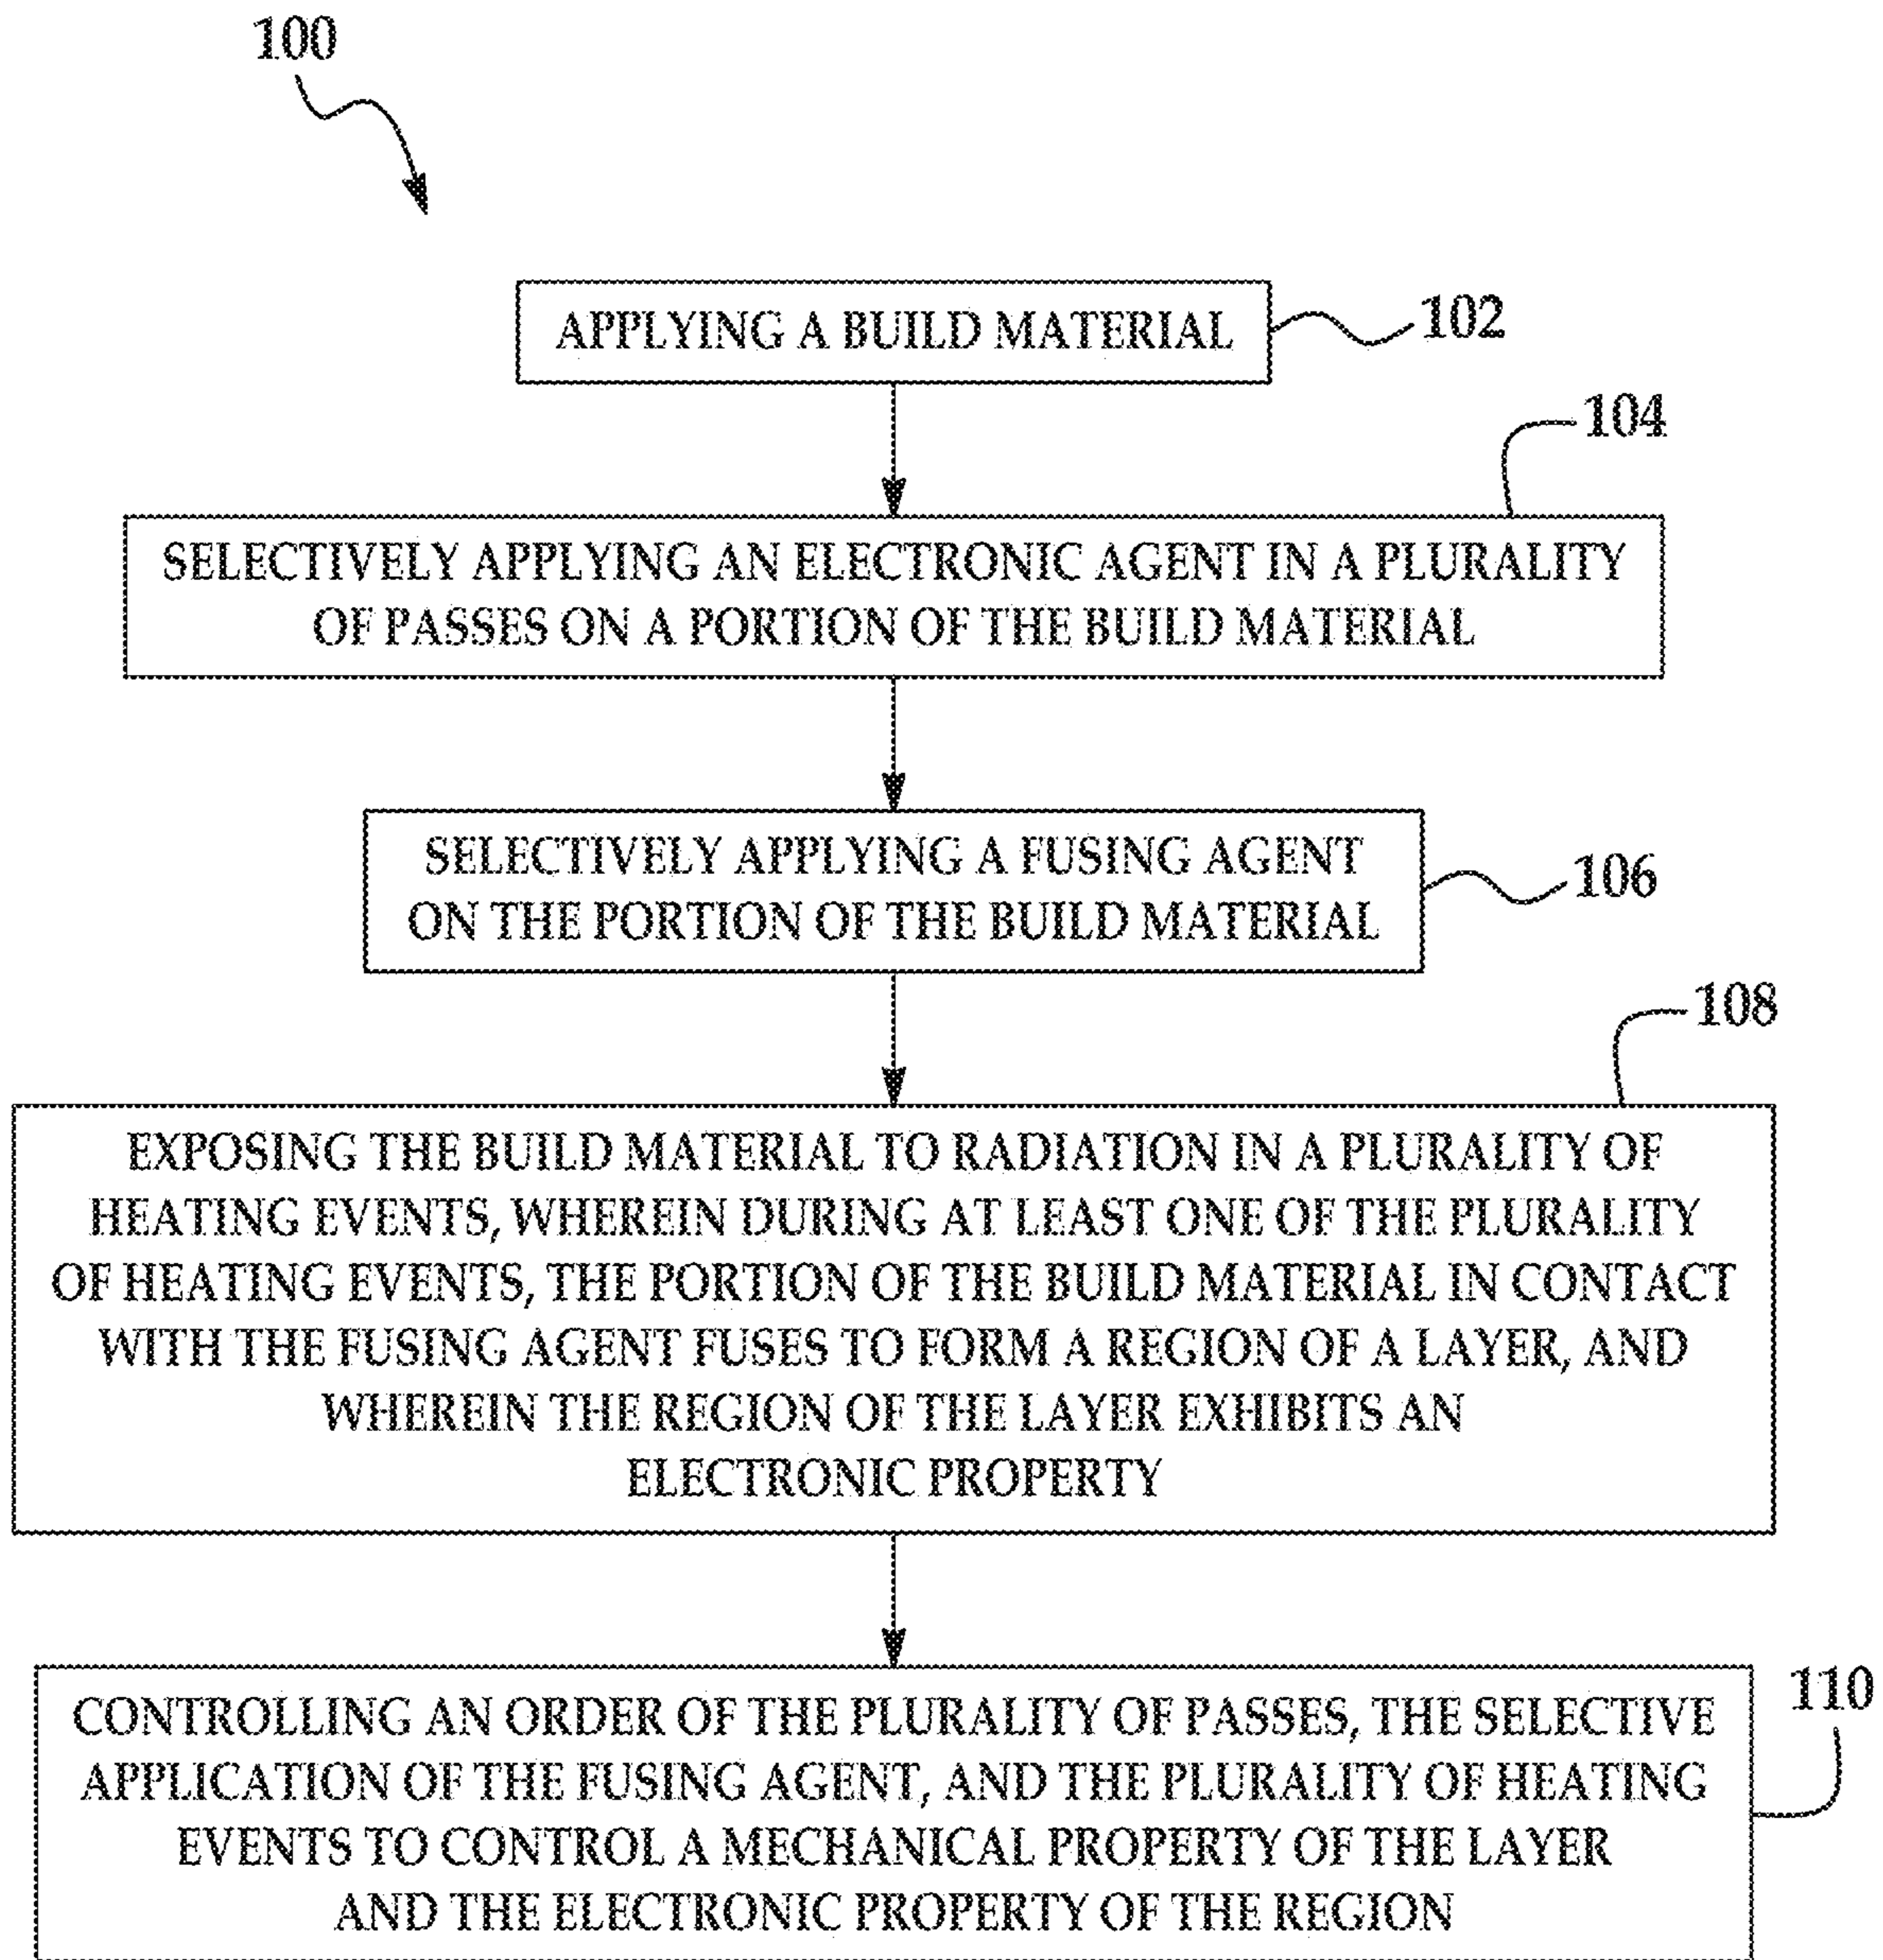 100
APPLYING A BUILD MATERIAL
102
104
SELECTIVELY APPLYING AN ELECTRONIC AGENT IN A PLURALITY
OF PASSES ON A PORTION OF THE BUILD MATERIAL
SELECTIVELY APPLYING A FUSING AGENT
ON THE PORTION OF THE BUILD MATERIAL
106
108
EXPOSING THE BUILD MATERIAL TO RADIATION IN A PLURALITY OF
HEATING EVENTS, WHEREIN DURING AT LEAST ONE OF THE PLURALITY
OF HEATING EVENTS, THE PORTION OF THE BUILD MATERIAL IN CONTACT
WITH THE FUSING AGENT FUSES TO FORM A REGION OF A LAYER, AND
WHEREIN THE REGION OF THE LAYER EXHIBITS AN
ELECTRONIC PROPERTY
110
CONTROLLING AN ORDER OF THE PLURALITY OF PASSES, THE SELECTIVE
APPLICATION OF THE FUSING AGENT, AND THE PLURALITY OF HEATING
EVENTS TO CONTROL A MECHANICAL PROPERTY OF THE LAYER
AND THE ELECTRONIC PROPERTY OF THE REGION